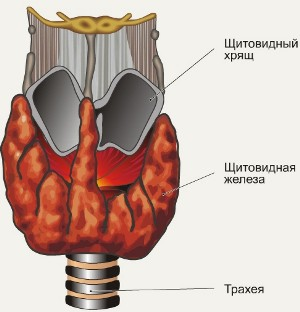 Щитовидный
хрящ
Щитовидная
железа
Трахея